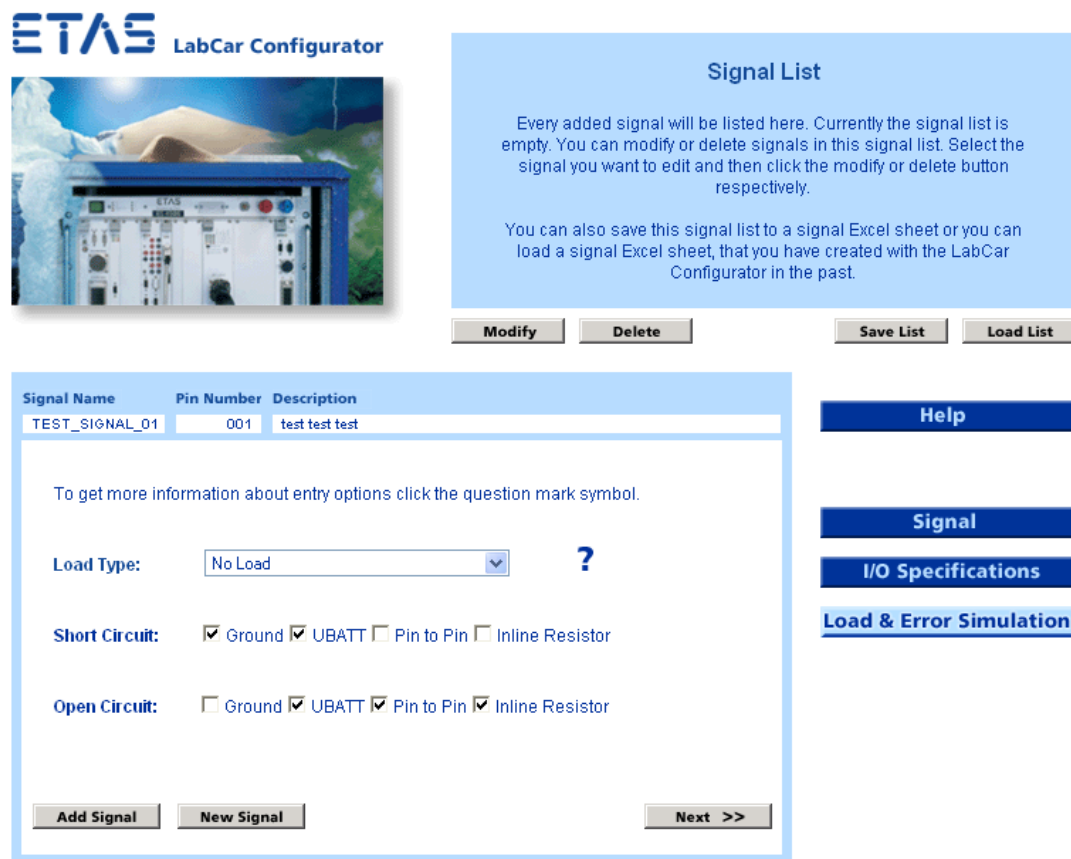 ETAS LabCar Configurator
Signal List
Every added signal will be listed here. Currently the signal list is
empty. You can modify or delete signals in this signal list. Select the
signal you want to edit and then click the modify or delete button
respectively.
You can also save this signal list to a signal Excel sheet or you can
load a signal Excel sheet, that you have created with the LabCar
Configurator in the past.
ETAS
Modify Delete Save List Load List
Signal Name Pin Number Description
TEST_SIGNAL_01 001 test test test
Help
To get more information about entry options click the question mark symbol.
Signal
Load Type: No Load ?
I/O Specifications
Load & Error Simulation
Short Circuit: Ground UBATT Pin to Pin Inline Resistor
Open Circuit: Ground UBATT Pin to Pin Inline Resistor
Add Signal New Signal Next >>